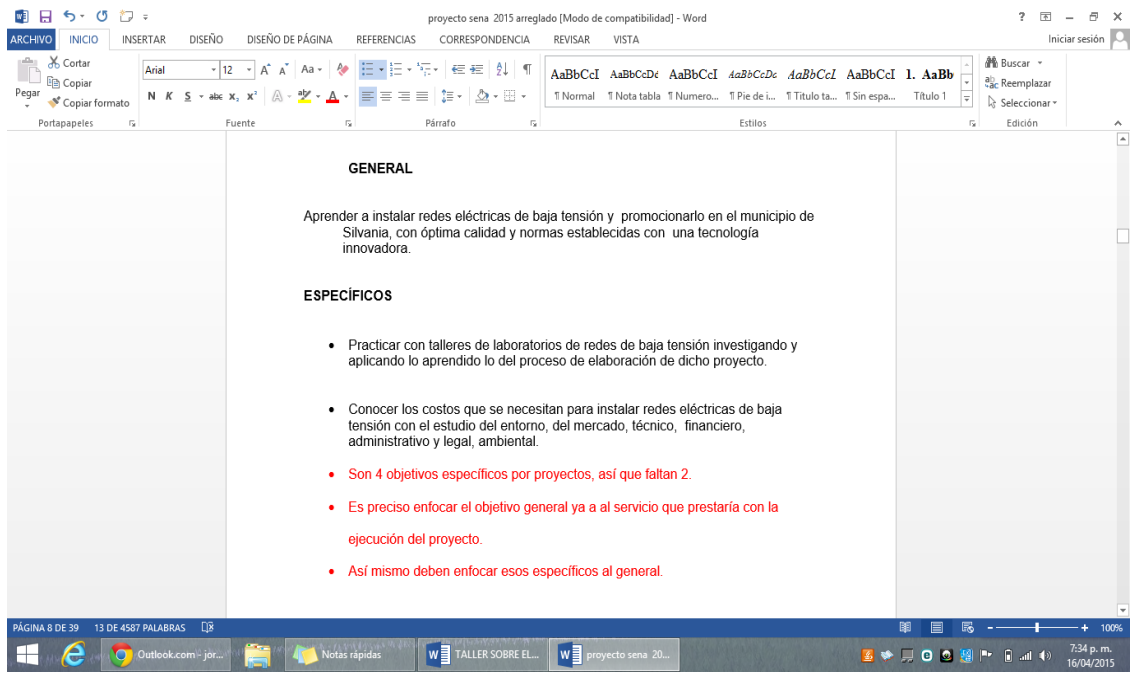 proyecto sena 2015 arreglado [Modo de compatibilidad] - Word
ARCHIVO INICIO INSERTAR DISEÑO DISEÑO DE PÁGINA REFERENCIAS CORRESPONDENCIA REVISAR VISTA Iniciar sesión
Pegar
Cortar
Copiar
Copiar formato
Portapapeles
Arial 12
N K S abc X₂ X²
Fuente
Párrafo
AaBbCcI AaBbCcDc AaBbCcI AaBbCcDc AaBbCcI AaBbCcI 1. AaBb
¶ Normal ¶ Nota tabla ¶ Numero... ¶ Pie de i... ¶ Titulo ta... ¶ Sin espa... Título 1
Estilos
Buscar
Reemplazar
Seleccionar
Edición
GENERAL
Aprender a instalar redes eléctricas de baja tensión y promocionarlo en el municipio de
Silvania, con óptima calidad y normas establecidas con una tecnología
innovadora.
ESPECÍFICOS
• Practicar con talleres de laboratorios de redes de baja tensión investigando y
aplicando lo aprendido lo del proceso de elaboración de dicho proyecto.
• Conocer los costos que se necesitan para instalar redes eléctricas de baja
tensión con el estudio del entorno, del mercado, técnico, financiero,
administrativo y legal, ambiental.
• Son 4 objetivos específicos por proyectos, así que faltan 2.
• Es preciso enfocar el objetivo general ya a al servicio que prestaría con la
ejecución del proyecto.
• Así mismo deben enfocar esos específicos al general.
PÁGINA 8 DE 39 13 DE 4587 PALABRAS 100%
Outlook.com - jor... Notas rápidas TALLER SOBRE EL... proyecto sena 20...
7:34 p. m.
16/04/2015